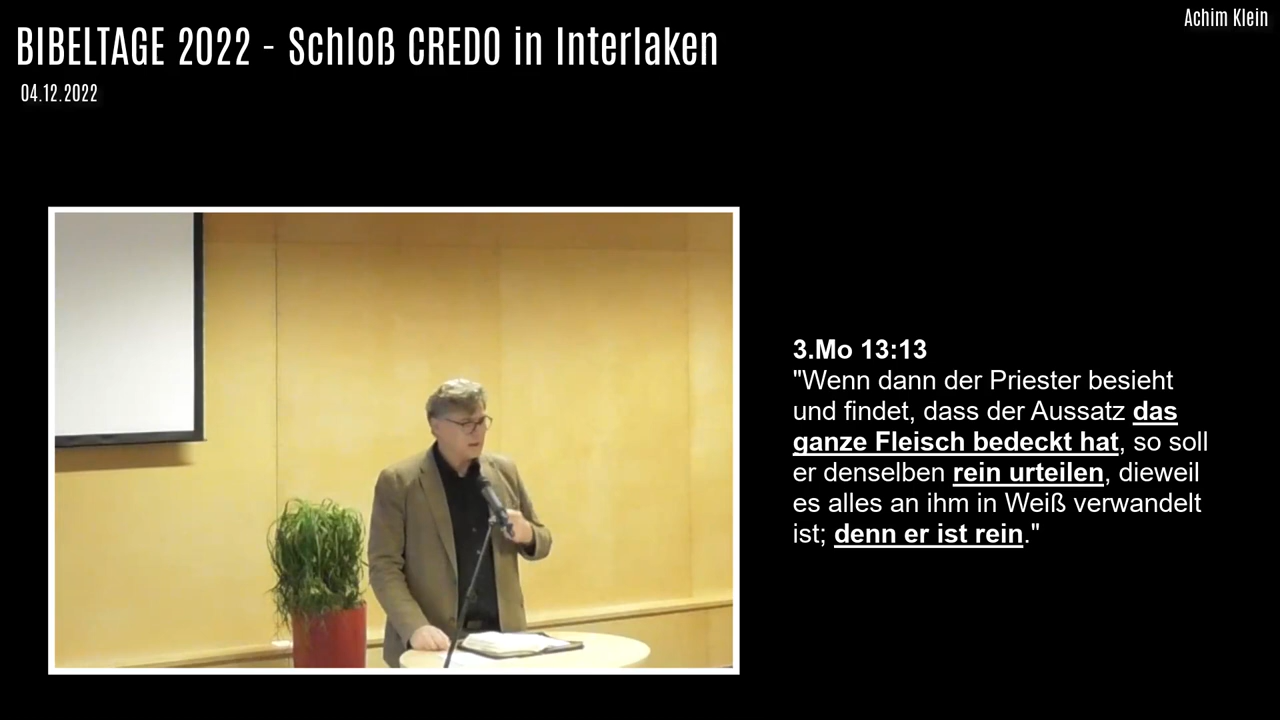 Achim Klein
BIBELTAGE 2022 - Schloß CREDO in Interlaken
04.12.2022
3.Mo 13:13
"Wenn dann der Priester besieht
und findet, dass der Aussatz das
ganze Fleisch bedeckt hat, so soll
er denselben rein urteilen, dieweil
es alles an ihm in Weiß verwandelt
ist; denn er ist rein."